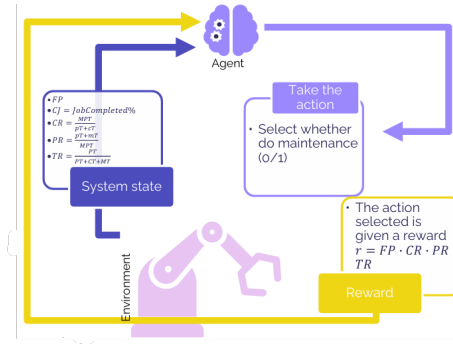 Agent
• FP
• CJ = JobCompleted%
• CR = MPT / pT+cT
• PR = pT+mT / MPT
• TR = PT / PT+CT+MT
System state
Take the
action
• Select whether
do maintenance
(0/1)
• The action
selected is
given a reward
r = FP · CR · PR
TR
Reward
Environment